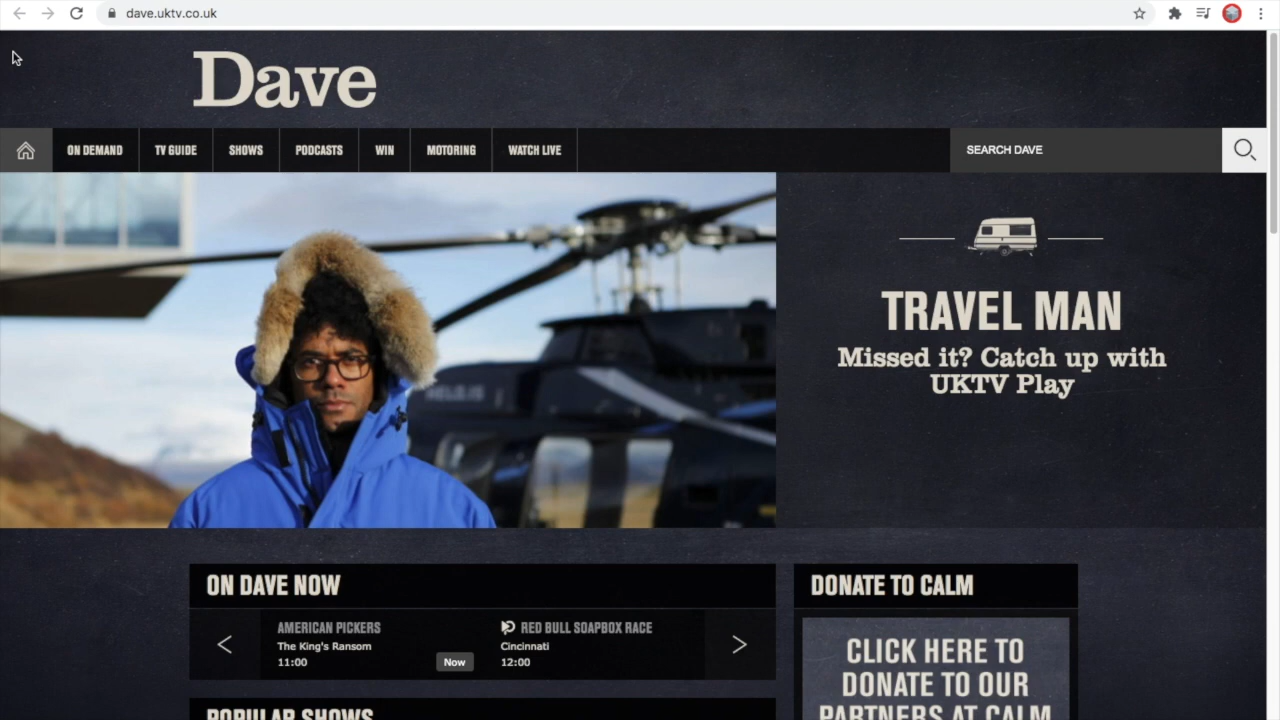 dave.uktv.co.uk
Dave
ON DEMAND
TV GUIDE
SHOWS
PODCASTS
WIN
MOTORING
WATCH LIVE
SEARCH DAVE
TRAVEL MAN
Missed it? Catch up with
UKTV Play
ON DAVE NOW
AMERICAN PICKERS
The King's Ransom
11:00
Now
RED BULL SOAPBOX RACE
Cincinnati
12:00
DONATE TO CALM
CLICK HERE TO
DONATE TO OUR
PARTNERS AT CALM
POPULAR SHOWS